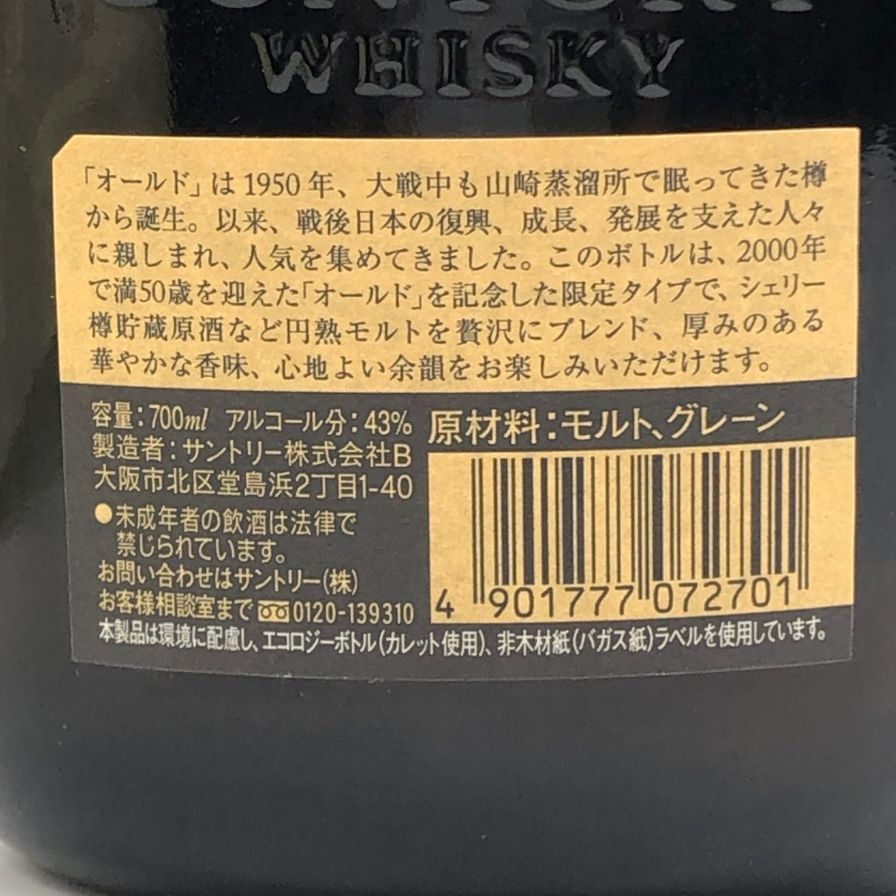 WHISKY
「オールド」は1950年、大戦中も山崎蒸溜所で眠ってきた樽
から誕生。以来、戦後日本の復興、成長、発展を支えた人々
に親しまれ、人気を集めてきました。このボトルは、2000年
で満50歳を迎えた「オールド」を記念した限定タイプで、シェリー
樽貯蔵原酒など円熟モルトを贅沢にブレンド、厚みのある
華やかな香味、心地よい余韻をお楽しみいただけます。
容量:700ml アルコール分:43%
製造者:サントリー株式会社B
大阪市北区堂島浜2丁目1-40
●未成年者の飲酒は法律で
禁じられています。
お問い合わせはサントリー(株)
お客様相談室まで 0120-139310
原材料:モルト、グレーン
4 901777 072701
本製品は環境に配慮し、エコロジーボトル(カレット使用)、非木材紙(バガス紙)ラベルを使用しています。